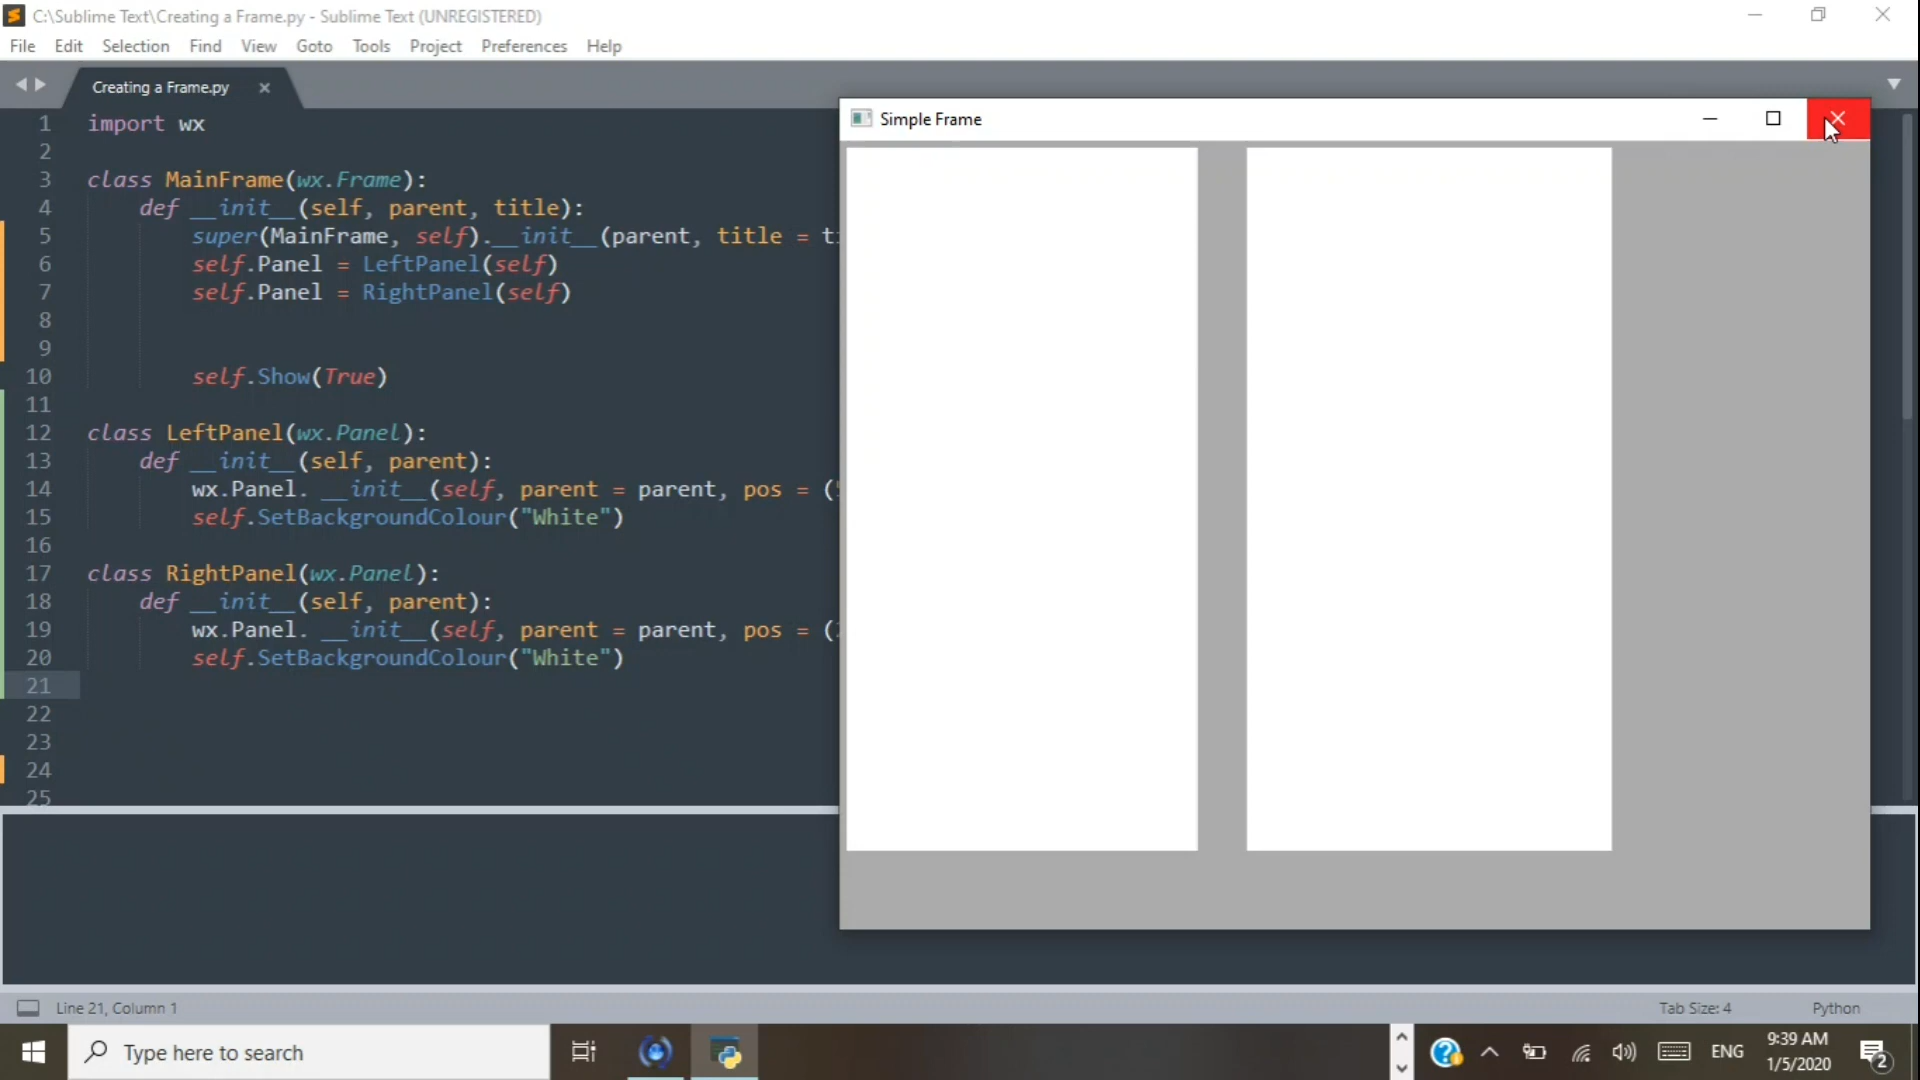 C:\Sublime Text\Creating a Frame.py - Sublime Text (UNREGISTERED)
File Edit Selection Find View Goto Tools Project Preferences Help
Creating a Frame.py
1 import wx
2
3 class MainFrame(wx.Frame):
4 def __init__(self, parent, title):
5 super(MainFrame, self).__init__(parent, title =
6 self.Panel = LeftPanel(self)
7 self.Panel = RightPanel(self)
8
9
10 self.Show(True)
11
12 class LeftPanel(wx.Panel):
13 def __init__(self, parent):
14 wx.Panel. __init__(self, parent = parent, pos = (
15 self.SetBackgroundColour("White")
16
17 class RightPanel(wx.Panel):
18 def __init__(self, parent):
19 wx.Panel. __init__(self, parent = parent, pos = (
20 self.SetBackgroundColour("White")
21
22
23
24
25
Simple Frame
Line 21, Column 1
Tab Size: 4
Python
Type here to search
ENG
9:39 AM
1/5/2020
2